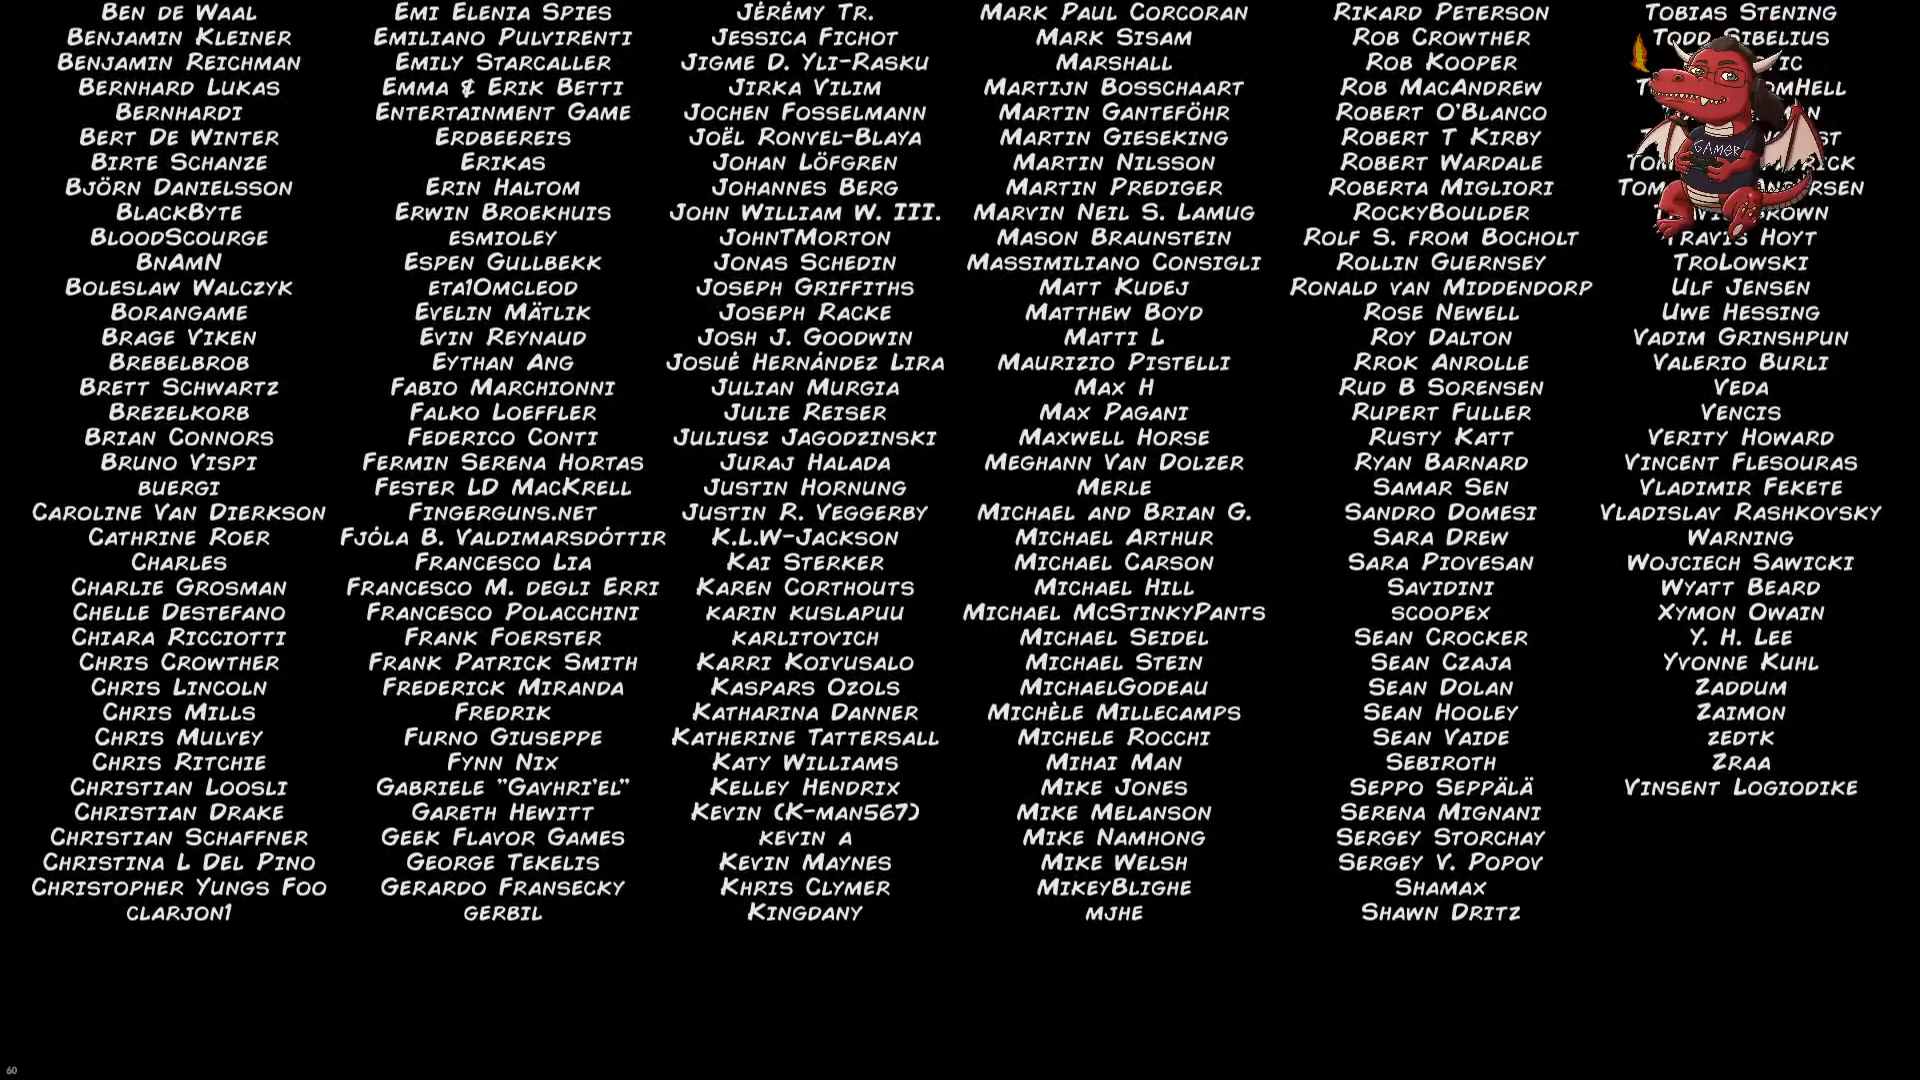 Ben de Waal
Benjamin Kleiner
Benjamin Reichman
Bernhard Lukas
Bernhardi
Bert De Winter
Birte Schanze
Björn Danielsson
BlackByte
BloodScourge
BnAmN
Boleslaw Walczyk
Borangame
Brage Viken
Brebelbrob
Brett Schwartz
Brezelkorb
Brian Connors
Bruno Vispi
buergi
Caroline Van Dierkson
Cathrine Roer
Charles
Charlie Grosman
Chelle Destefano
Chiara Ricciotti
Chris Crowther
Chris Lincoln
Chris Mills
Chris Mulvey
Chris Ritchie
Christian Loosli
Christian Drake
Christian Schaffner
Christina L Del Pino
Christopher Yungs Foo
clarjon1
Emi Elenia Spies
Emiliano Pulvirenti
Emily Starcaller
Emma & Erik Betti
Entertainment Game
Erdbeereis
Erikas
Erin Haltom
Erwin Broekhuis
esmioley
Espen Gullbekk
eta10mcleod
Evelin Mätlik
Evin Reynaud
Eythan Ang
Fabio Marchionni
Falko Loeffler
Federico Conti
Fermin Serena Hortas
Fester LD MacKrell
Fingerguns.net
Fjóla B. Valdimarsdóttir
Francesco Lia
Francesco M. degli Erri
Francesco Polacchini
Frank Foerster
Frank Patrick Smith
Frederick Miranda
Fredrik
Furno Giuseppe
Fynn Nix
Gabriele "Gavhri'el"
Gareth Hewitt
Geek Flavor Games
George Tekelis
Gerardo Fransecky
gerbil
Jérémy Tr.
Jessica Fichot
Jigme D. Yli-Rasku
Jirka Vilim
Jochen Fosselmann
Joël Ronvel-Blaya
Johan Löfgren
Johannes Berg
John William W. III.
JohnTMorton
Jonas Schedin
Joseph Griffiths
Joseph Racke
Josh J. Goodwin
Josué Hernández Lira
Julian Murgia
Julie Reiser
Juliusz Jagodzinski
Juraj Halada
Justin Hornung
Justin R. Veggerby
K.L.W-Jackson
Kai Sterker
Karen Corthouts
karin kuslapuu
karlitovich
Karri Koivusalo
Kaspars Ozols
Katharina Danner
Katherine Tattersall
Katy Williams
Kelley Hendrix
Kevin (K-man567)
kevin a
Kevin Maynes
Khris Clymer
Kingdany
Mark Paul Corcoran
Mark Sisam
Marshall
Martijn Bosschaart
Martin Ganteföhr
Martin Gieseking
Martin Nilsson
Martin Prediger
Marvin Neil S. Lamug
Mason Braunstein
Massimiliano Consigli
Matt Kudej
Matthew Boyd
Matti L
Maurizio Pistelli
Max H
Max Pagani
Maxwell Horse
Meghann Van Dolzer
Merle
Michael and Brian G.
Michael Arthur
Michael Carson
Michael Hill
Michael McStinkyPants
Michael Seidel
Michael Stein
MichaelGodeau
Michèle Millecamps
Michele Rocchi
Mihai Man
Mike Jones
Mike Melanson
Mike Namhong
Mike Welsh
MikeyBlighe
mjhe
Rikard Peterson
Rob Crowther
Rob Kooper
Rob MacAndrew
Robert O'Blanco
Robert T Kirby
Robert Wardale
Roberta Migliori
RockyBoulder
Rolf S. from Bocholt
Rollin Guernsey
Ronald van Middendorp
Rose Newell
Roy Dalton
Rrok Anrolle
Rud B Sorensen
Rupert Fuller
Rusty Katt
Ryan Barnard
Samar Sen
Sandro Domesi
Sara Drew
Sara Piovesan
Savidini
scoopex
Sean Crocker
Sean Czaja
Sean Dolan
Sean Hooley
Sean Vaide
Sebiroth
Seppo Seppälä
Serena Mignani
Sergey Storchay
Sergey V. Popov
Shamax
Shawn Dritz
Tobias Stening
Todd Sibelius
GAMER
Travis Hoyt
TroLowski
Ulf Jensen
Uwe Hessing
Vadim Grinshpun
Valerio Burli
Veda
Vencis
Verity Howard
Vincent Flesouras
Vladimir Fekete
Vladislav Rashkovsky
Warning
Wojciech Sawicki
Wyatt Beard
Xymon Owain
Y. H. Lee
Yvonne Kuhl
Zaddum
Zaimon
zedtk
Zraa
Vinsent Logiodike
60